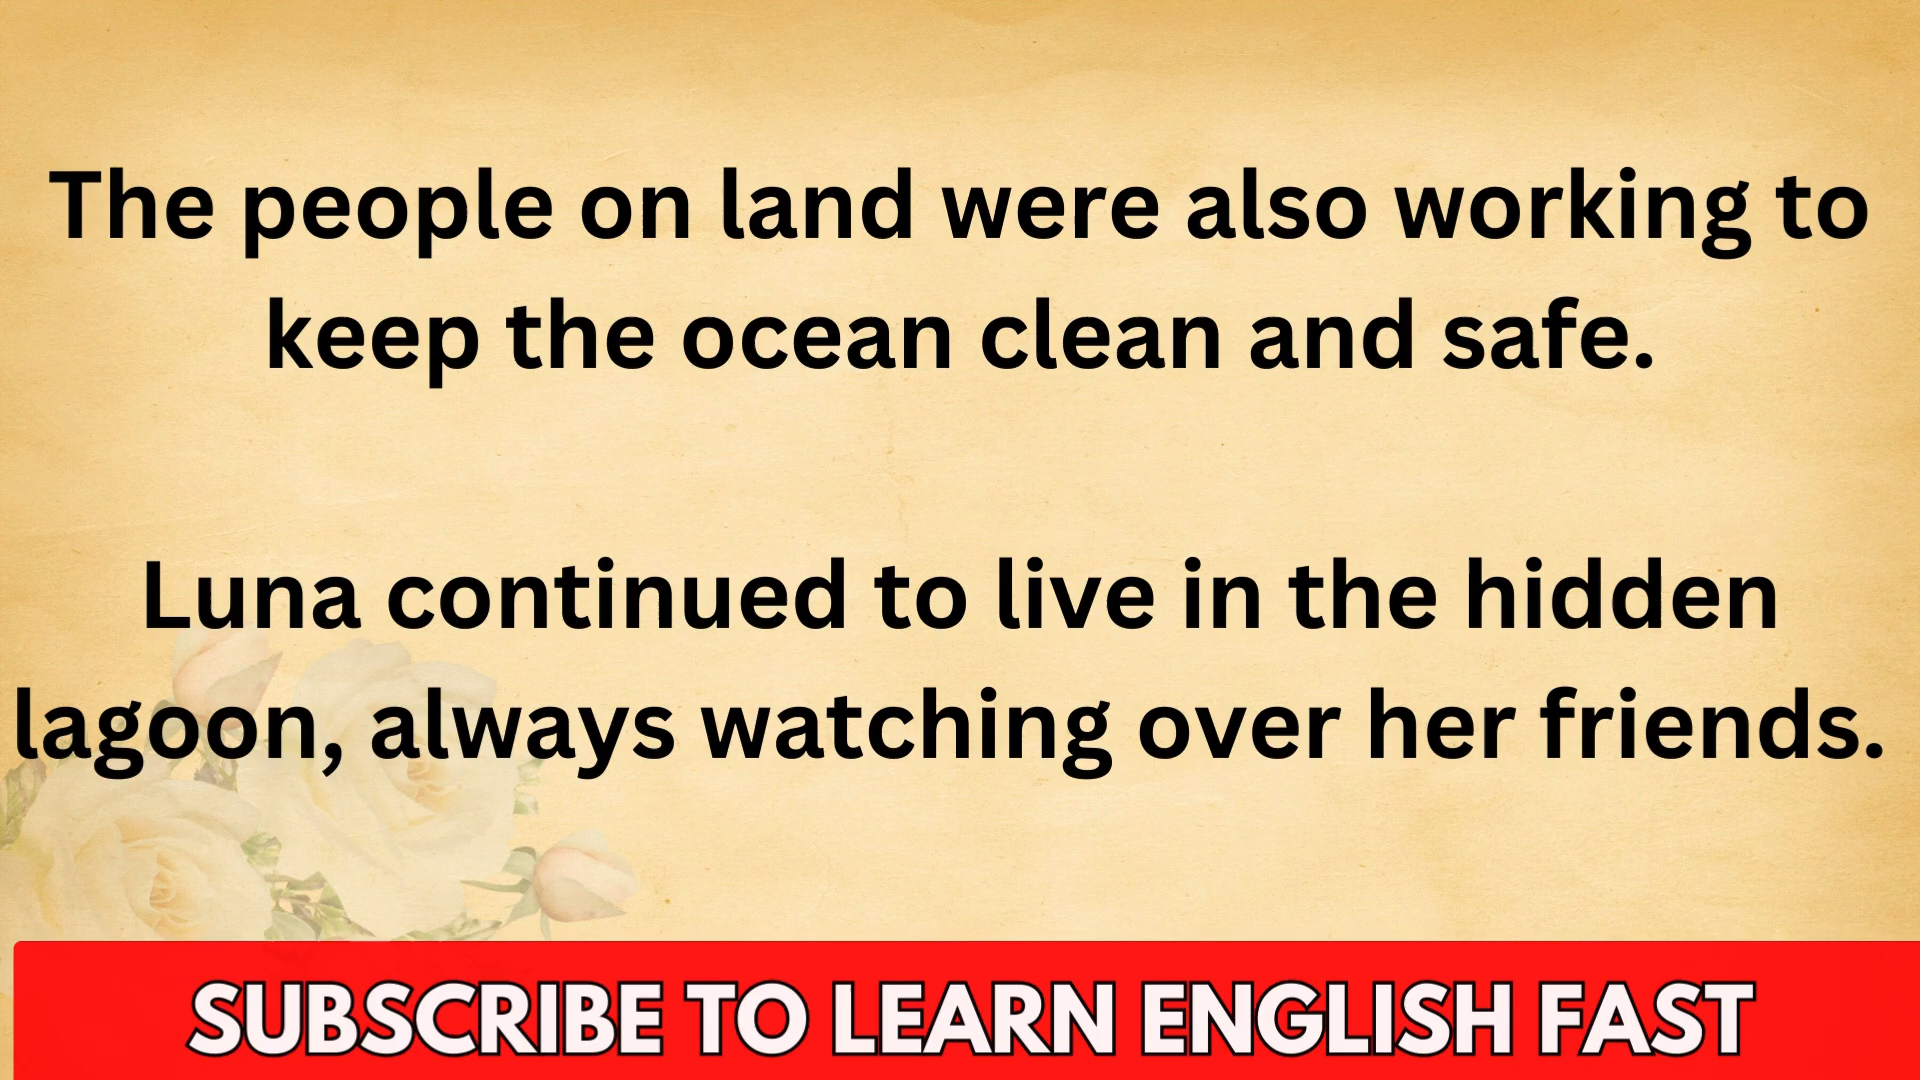 The people on land were also working to
keep the ocean clean and safe.
Luna continued to live in the hidden
lagoon, always watching over her friends.
SUBSCRIBE TO LEARN ENGLISH FAST